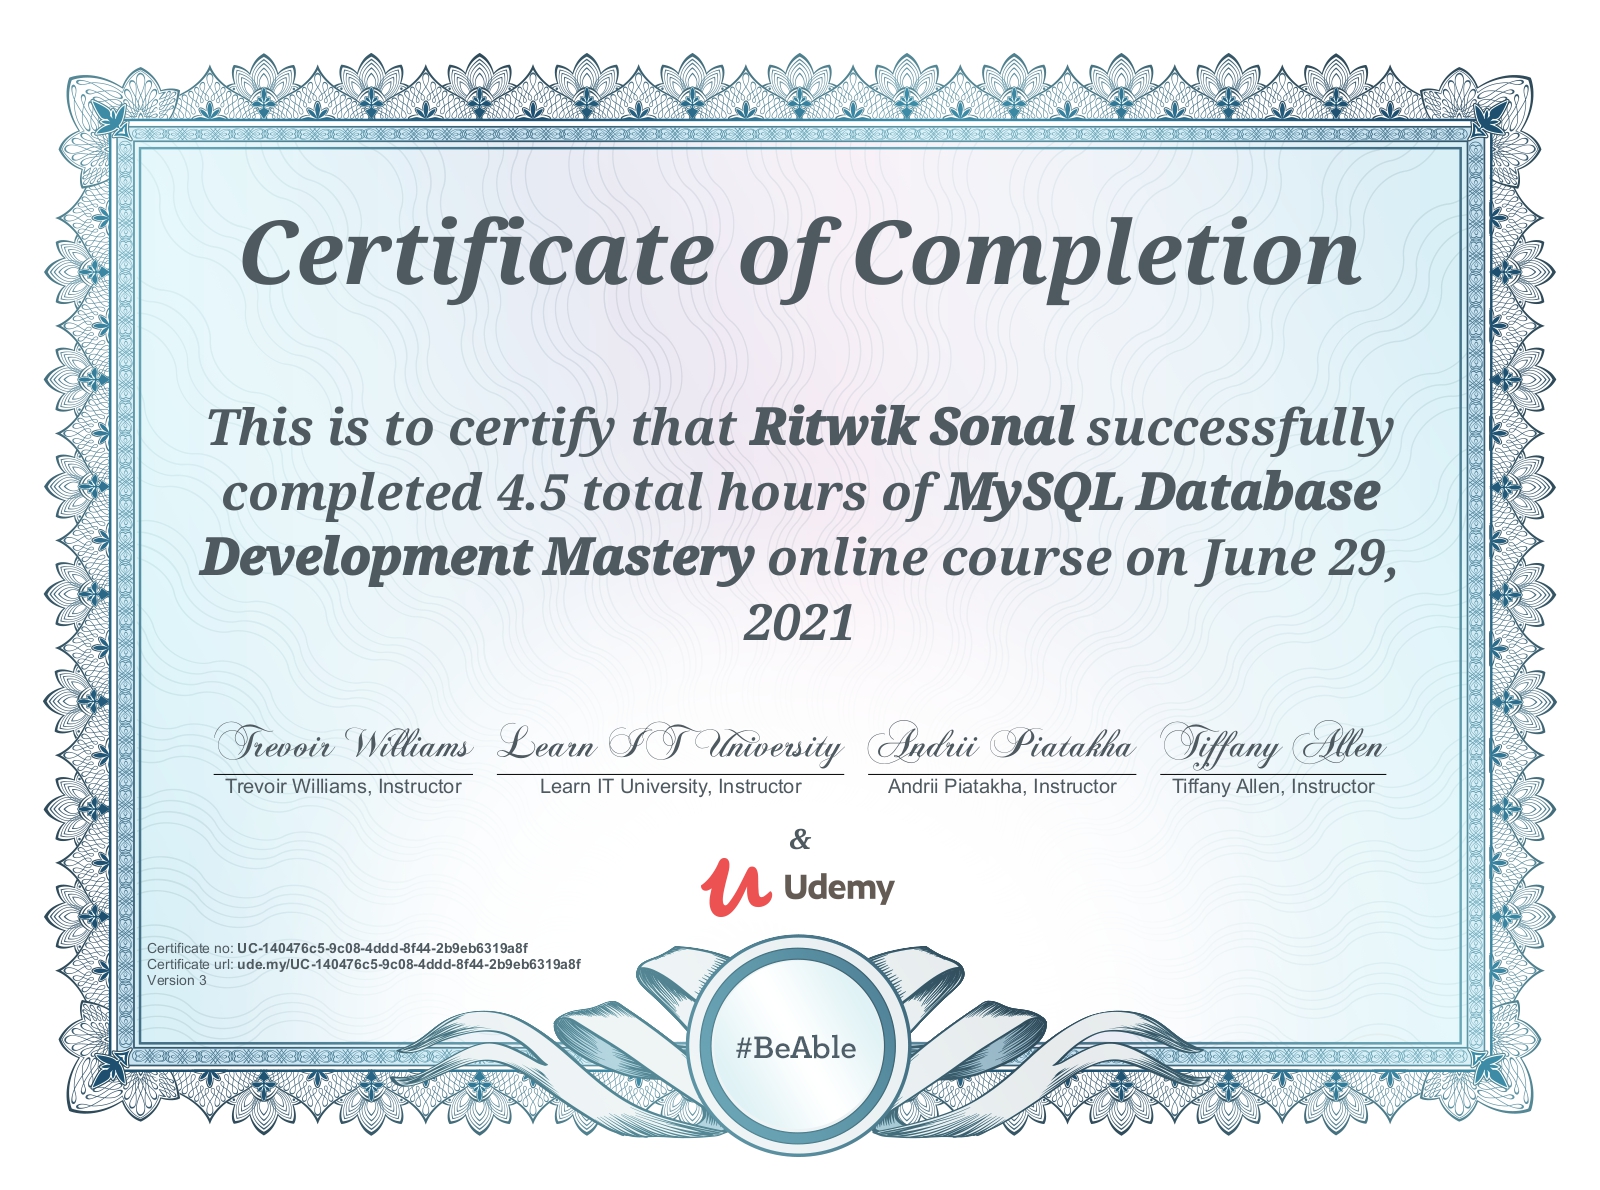 Certificate of Completion
This is to certify that Ritwik Sonal successfully
completed 4.5 total hours of MySQL Database
Development Mastery online course on June 29,
2021
Trevoir Williams Learn IT University Andrii Piatakha Tiffany Allen
Trevoir Williams, Instructor Learn IT University, Instructor Andrii Piatakha, Instructor Tiffany Allen, Instructor
&
Udemy
Certificate no: UC-140476c5-9c08-4ddd-8f44-2b9eb6319a8f
Certificate url: ude.my/UC-140476c5-9c08-4ddd-8f44-2b9eb6319a8f
Version 3
#BeAble